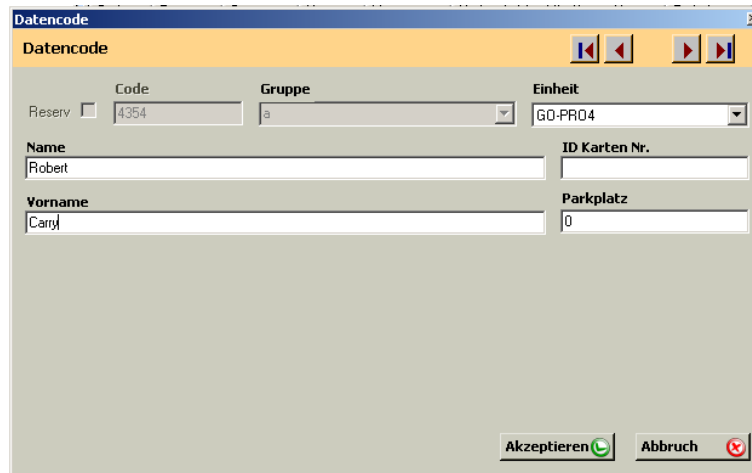 Datencode
Datencode
Code Gruppe Einheit
Reserv 4354 a GO-PRO4
Name ID Karten Nr.
Robert
Vorname Parkplatz
Carry 0
Akzeptieren Abbruch